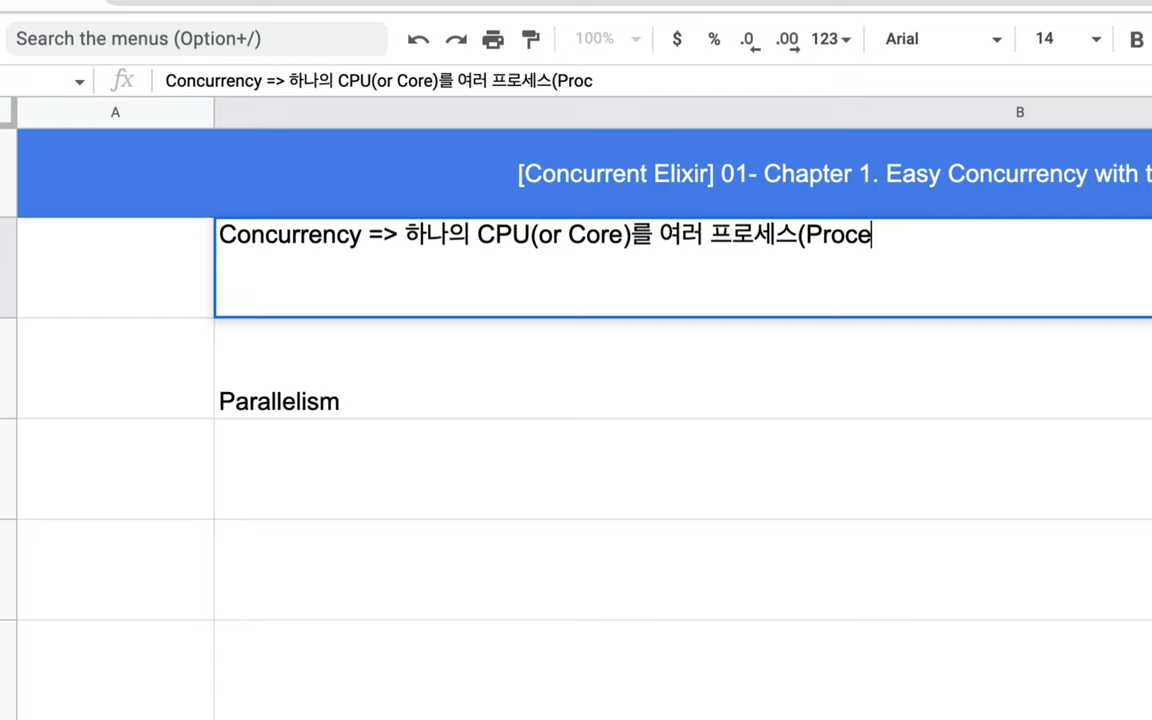 Search the menus (Option+/)
100%
$ % .0 .00 123
Arial
14
B
fx
Concurrency => 하나의 CPU(or Core)를 여러 프로세스(Proc
A
B
[Concurrent Elixir] 01- Chapter 1. Easy Concurrency with t
Concurrency => 하나의 CPU(or Core)를 여러 프로세스(Proce
Parallelism